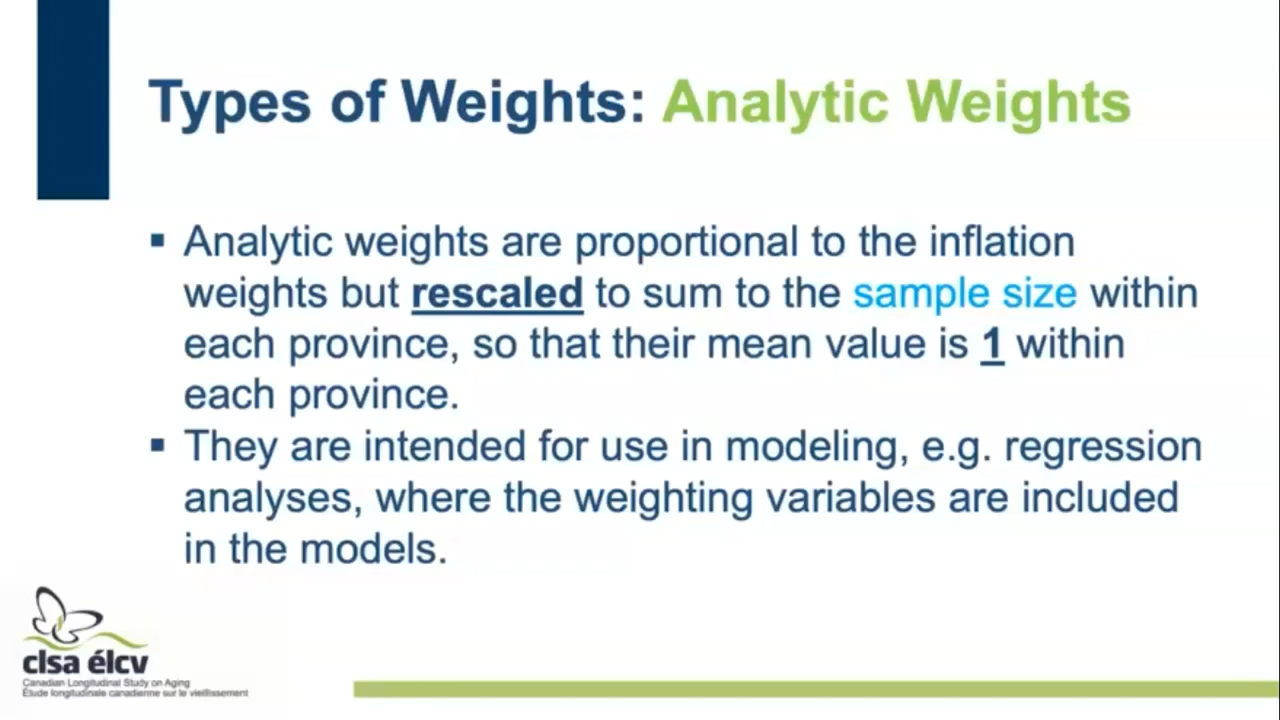 Types of Weights: Analytic Weights
▪ Analytic weights are proportional to the inflation
weights but rescaled to sum to the sample size within
each province, so that their mean value is 1 within
each province.
▪ They are intended for use in modeling, e.g. regression
analyses, where the weighting variables are included
in the models.
clsa élcv
Canadian Longitudinal Study on Aging
Étude longitudinale canadienne sur le vieillissement